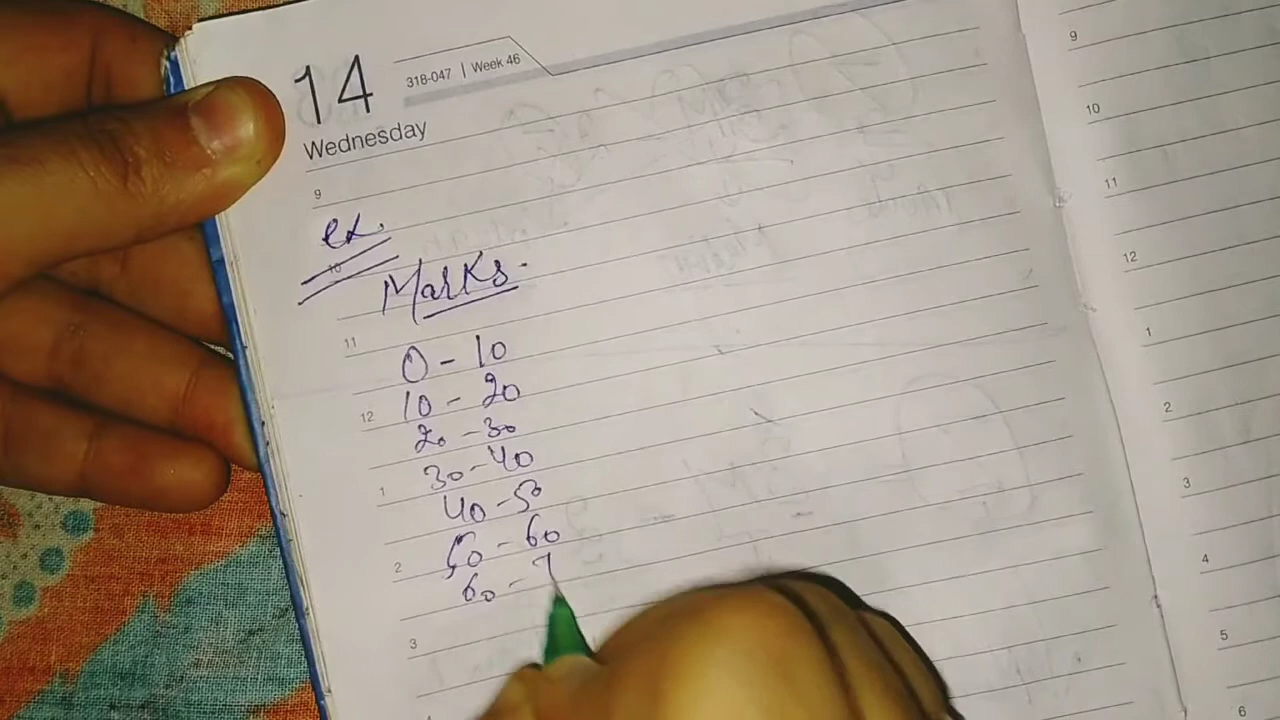 14
318-047 | Week 46
Wednesday
9
ex.
10
Marks.
11
0 - 10
12
10 - 20
20 - 30
30 - 40
1
40 - 50
50 - 60
2
60 - 7
3
9
10
11
12
1
2
3
4
5
6